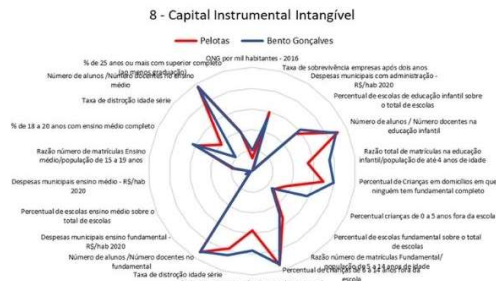 8 - Capital Instrumental Intangível
Pelotas
Bento Gonçalves
ONG por mil habitantes - 2016
Taxa de sobrevivência empresas após dois anos
Despesas municipais com administração -
R$/hab 2020
Percentual de escolas de educação infantil sobre
o total de escolas
Número de alunos / Número docentes na
educação infantil
Razão total de matrículas na educação
infantil/população de até 4 anos de idade
Percentual de Crianças em domicílios em que
ninguém tem fundamental completo
Percentual crianças de 0 a 5 anos fora da escola
Percentual de escolas fundamental sobre o total
de escolas
Razão número de matrículas Fundamental/
população de 5 a 14 anos de idade
Percentual de crianças de 6 a 14 anos fora da
escola
Taxa de distroção idade série
Número de alunos /Número docentes no
fundamental
Despesas municipais ensino fundamental -
R$/hab 2020
Percentual de escolas ensino médio sobre o
total de escolas
Despesas municipais ensino médio - R$/hab
2020
Razão número de matrículas Ensino
médio/população de 15 a 19 anos
% de 18 a 20 anos com ensino médio completo
Taxa de distroção idade série
Número de alunos /Número docentes no ensino
médio
% de 25 anos ou mais com superior completo
(ao menos graduação)